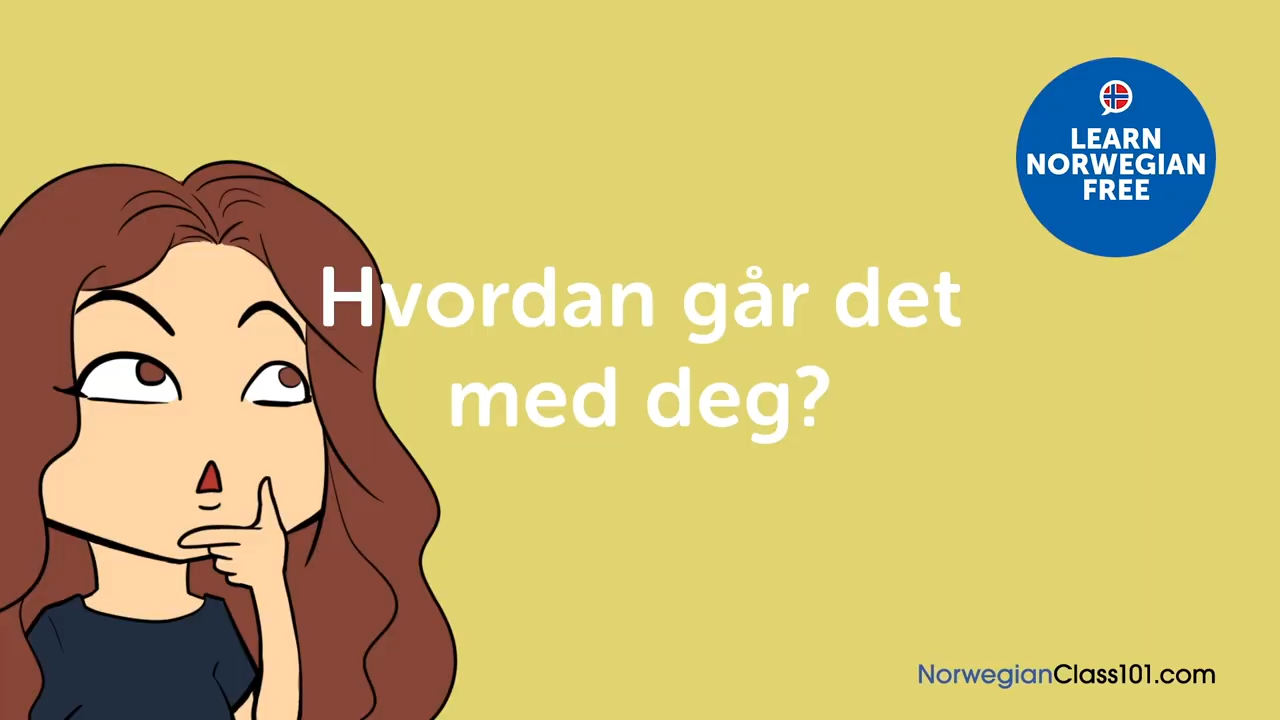 LEARN
NORWEGIAN
FREE
Hvordan går det
med deg?
NorwegianClass101.com